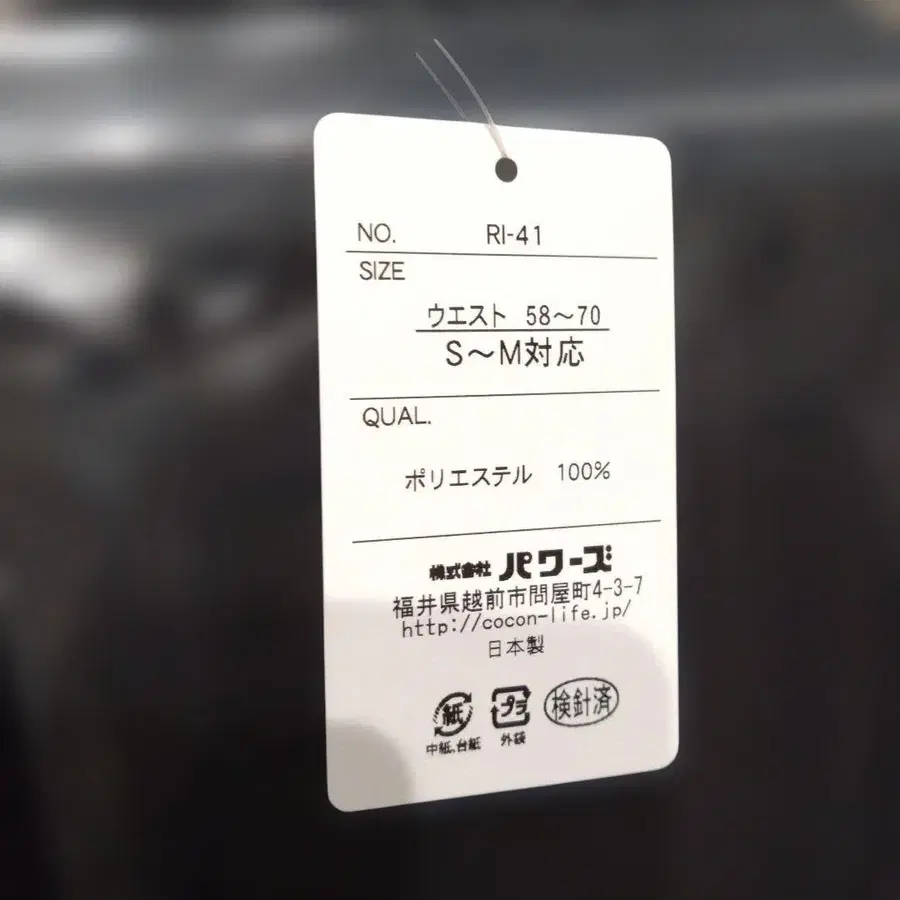 NO. RI-41
SIZE
ウエスト 58〜70
S〜M対応
QUAL.
ポリエステル 100%
株式会社 パワーズ
福井県越前市問屋町4-3-7
http://cocon-life.jp/
日本製
紙 プラ 検針済
中紙、台紙 外袋